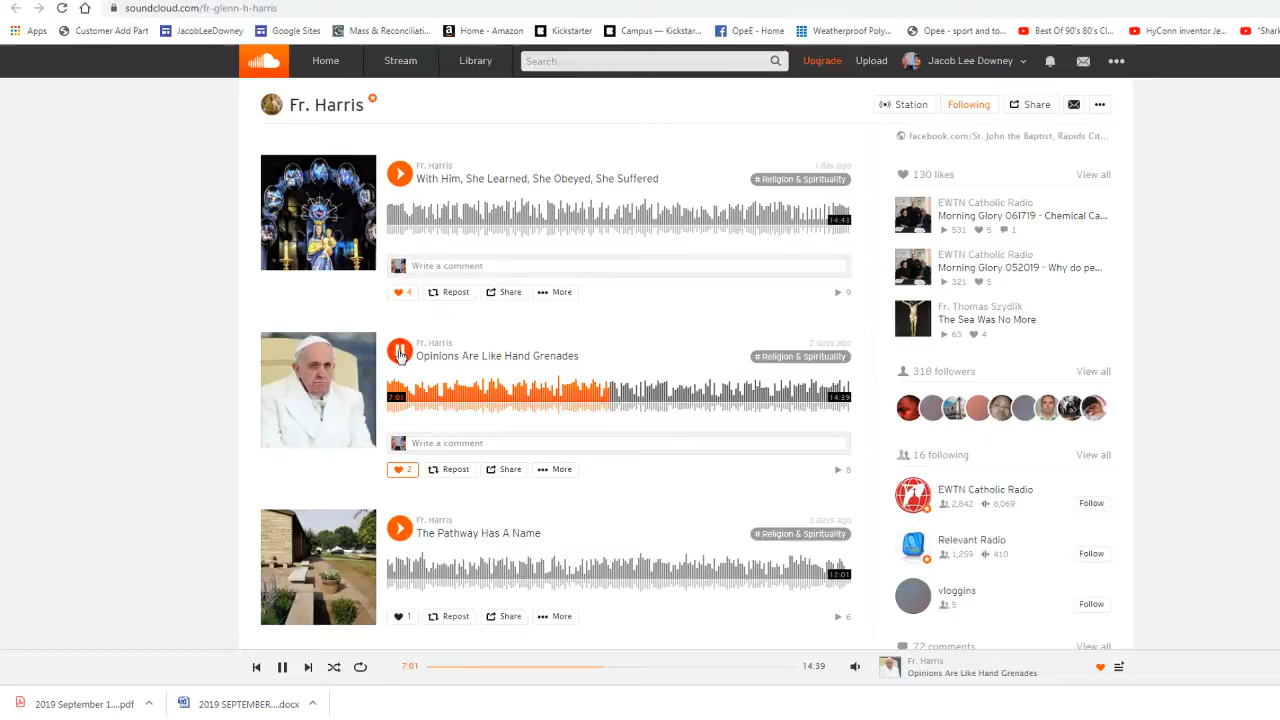 soundcloud.com/fr-glenn-h-harris
Apps Customer Add Part JacobLeeDowney Google Sites Mass & Reconciliati... Home - Amazon Kickstarter Campus — Kickstar... OpeE - Home Weatherproof Poly... Opee - sport and to... Best Of 90's 80's Cl... HyConn inventor Je... "Shark
Home Stream Library Search Upgrade Upload Jacob Lee Downey
Fr. Harris Station Following Share
facebook.com/St. John the Baptist, Rapids Cit...
Fr. Harris 1 day ago
With Him, She Learned, She Obeyed, She Suffered # Religion & Spirituality
14:43
Write a comment
4 Repost Share More 9
Fr. Harris 2 days ago
Opinions Are Like Hand Grenades # Religion & Spirituality
7:01 14:39
Write a comment
2 Repost Share More 8
Fr. Harris 3 days ago
The Pathway Has A Name # Religion & Spirituality
12:01
1 Repost Share More 6
130 likes View all
EWTN Catholic Radio
Morning Glory 061719 - Chemical Ca...
531 5 1
EWTN Catholic Radio
Morning Glory 052019 - Why do pe...
321 5
Fr. Thomas Szydlik
The Sea Was No More
63 4
318 followers View all
16 following View all
EWTN Catholic Radio
2,842 8,069 Follow
Relevant Radio
1,259 410 Follow
vloggins
5 Follow
72 comments View all
7:01 14:39
Fr. Harris
Opinions Are Like Hand Grenades
2019 September 1....pdf 2019 SEPTEMBER....docx